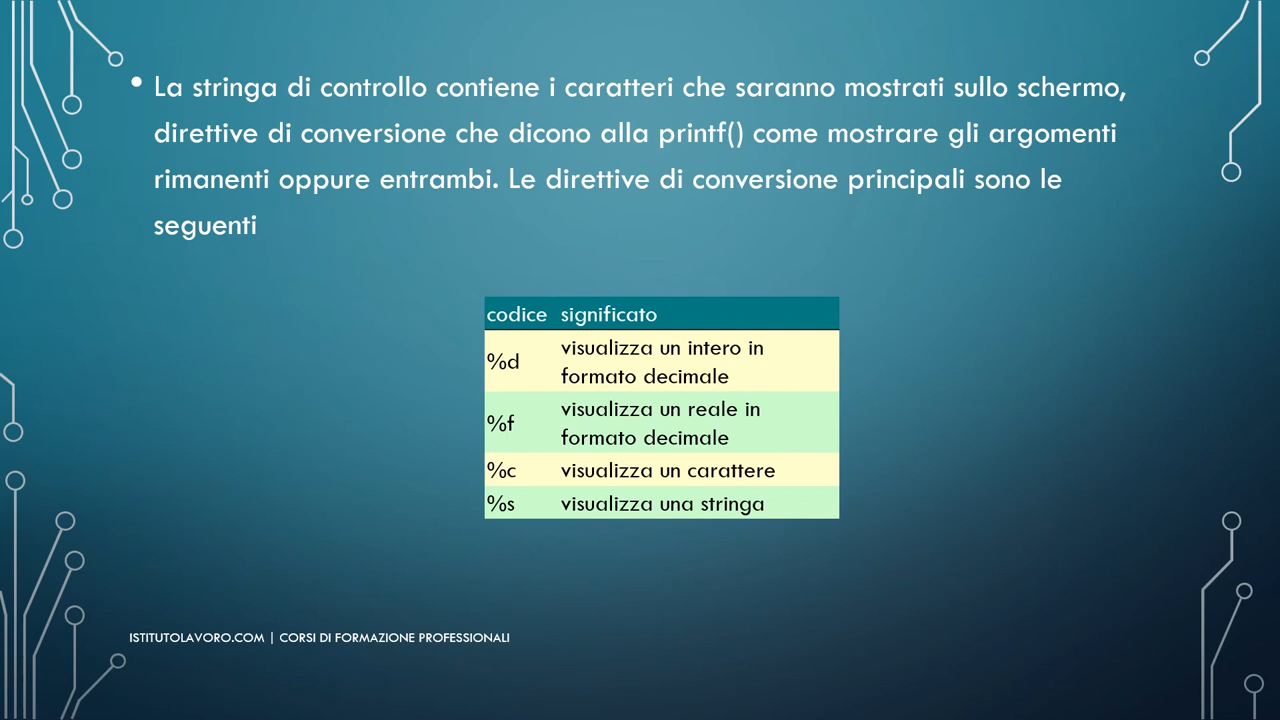 • La stringa di controllo contiene i caratteri che saranno mostrati sullo schermo,
direttive di conversione che dicono alla printf() come mostrare gli argomenti
rimanenti oppure entrambi. Le direttive di conversione principali sono le
seguenti
codice significato
%d visualizza un intero in
formato decimale
%f visualizza un reale in
formato decimale
%c visualizza un carattere
%s visualizza una stringa
ISTITUTOLAVORO.COM | CORSI DI FORMAZIONE PROFESSIONALI